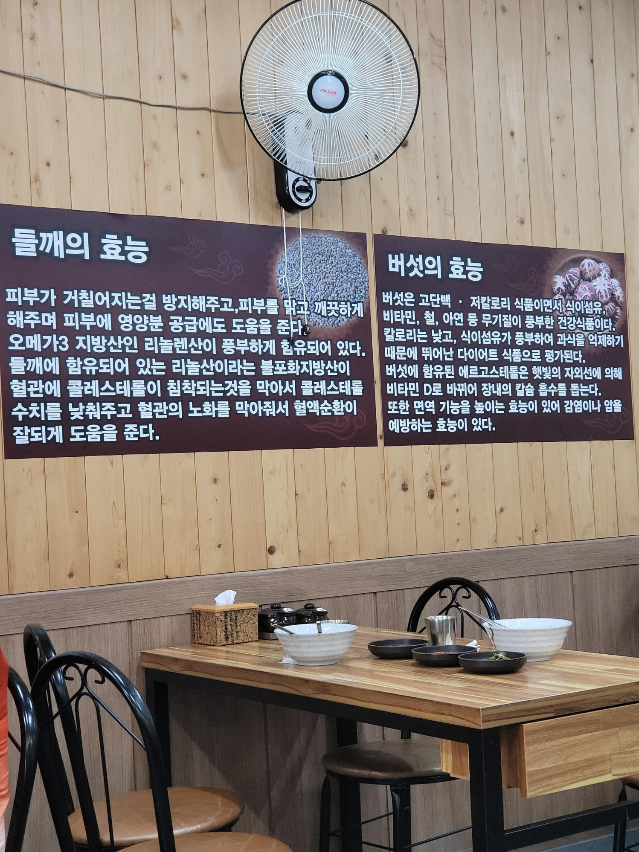 들깨의 효능
피부가 거칠어지는걸 방지해주고,피부를 맑고 깨끗하게
해주며 피부에 영양분 공급에도 도움을 준다.
오메가3 지방산인 리놀렌산이 풍부하게 함유되어 있다.
들깨에 함유되어 있는 리놀산이라는 불포화지방산이
혈관에 콜레스테롤이 침착되는것을 막아서 콜레스테롤
수치를 낮춰주고 혈관의 노화를 막아줘서 혈액순환이
잘되게 도움을 준다.
버섯의 효능
버섯은 고단백 · 저칼로리 식품이면서 식이섬유,
비타민, 철, 아연 등 무기질이 풍부한 건강식품이다.
칼로리는 낮고, 식이섬유가 풍부하여 과식을 억제하기
때문에 뛰어난 다이어트 식품으로 평가된다.
버섯에 함유된 에르고스테롤은 햇빛의 자외선에 의해
비타민 D로 바뀌어 장내의 칼슘 흡수를 돕는다.
또한 면역 기능을 높이는 효능이 있어 감염이나 암을
예방하는 효능이 있다.